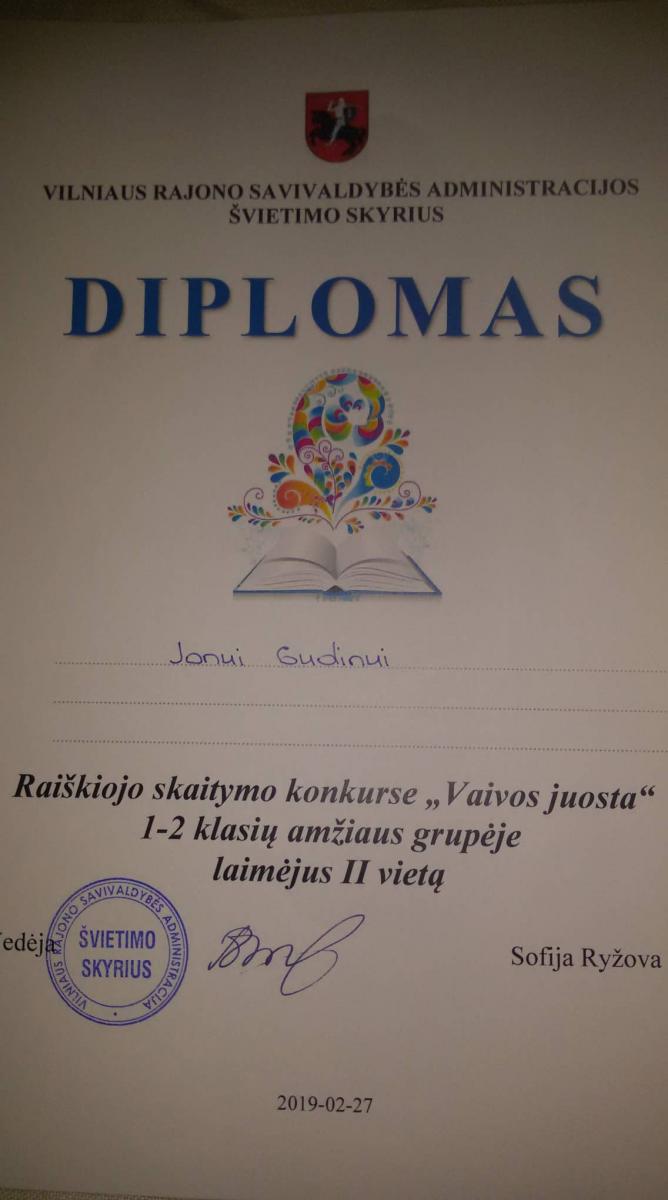 VILNIAUS RAJONO SAVIVALDYBĖS ADMINISTRACIJOS
ŠVIETIMO SKYRIUS
DIPLOMAS
Jonui Gudinui
Raiškiojo skaitymo konkurse „Vaivos juosta“
1-2 klasių amžiaus grupėje
laimėjus II vietą
edėja
VILNIAUS RAJONO SAVIVALDYBĖS ADMINISTRACIJA
ŠVIETIMO
SKYRIUS
Sofija Ryžova
2019-02-27